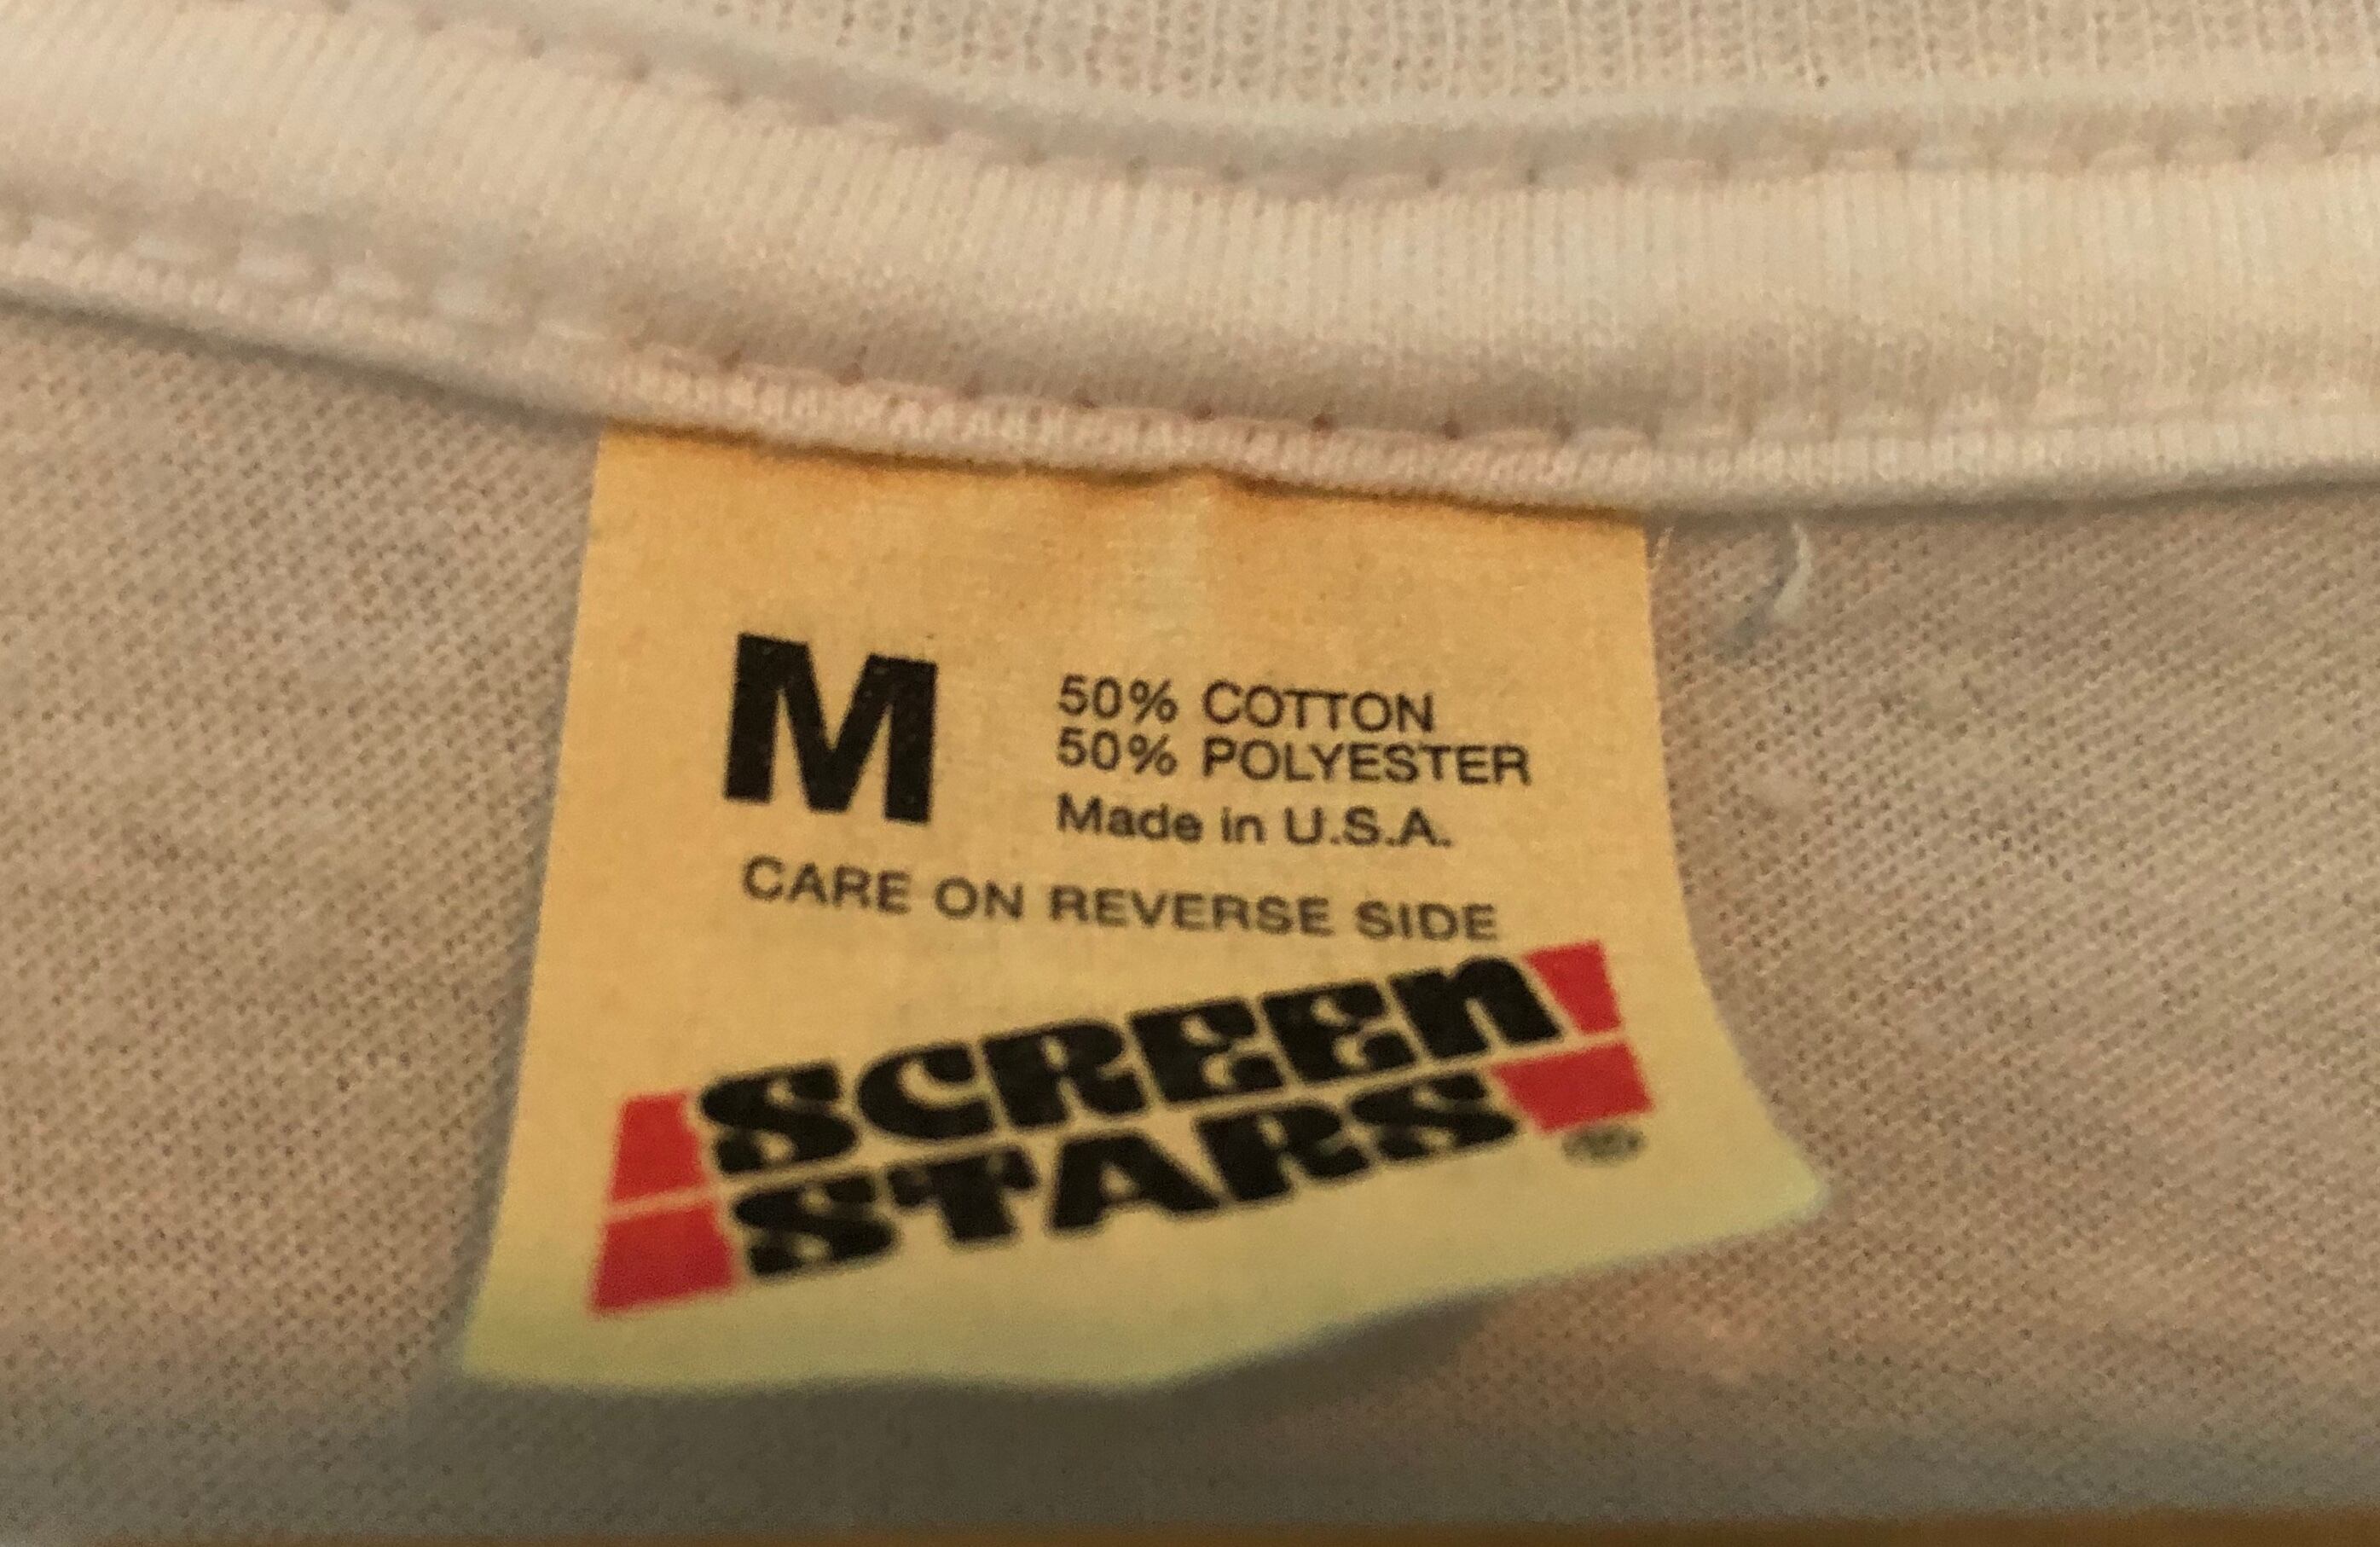 M
50% COTTON
50% POLYESTER
Made in U.S.A.
CARE ON REVERSE SIDE
SCREEN
STARS